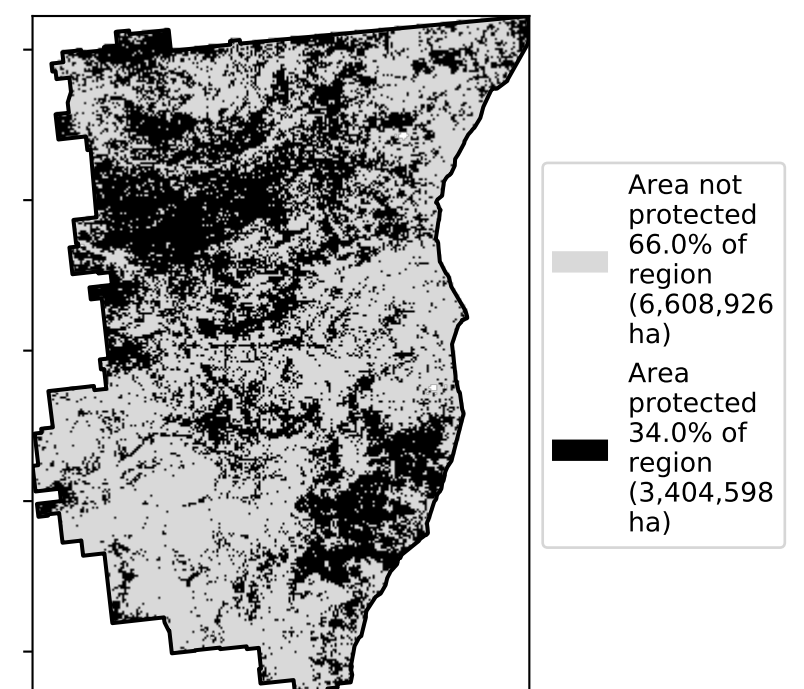 Area not
protected
66.0% of
region
(6,608,926
ha)
Area
protected
34.0% of
region
(3,404,598
ha)